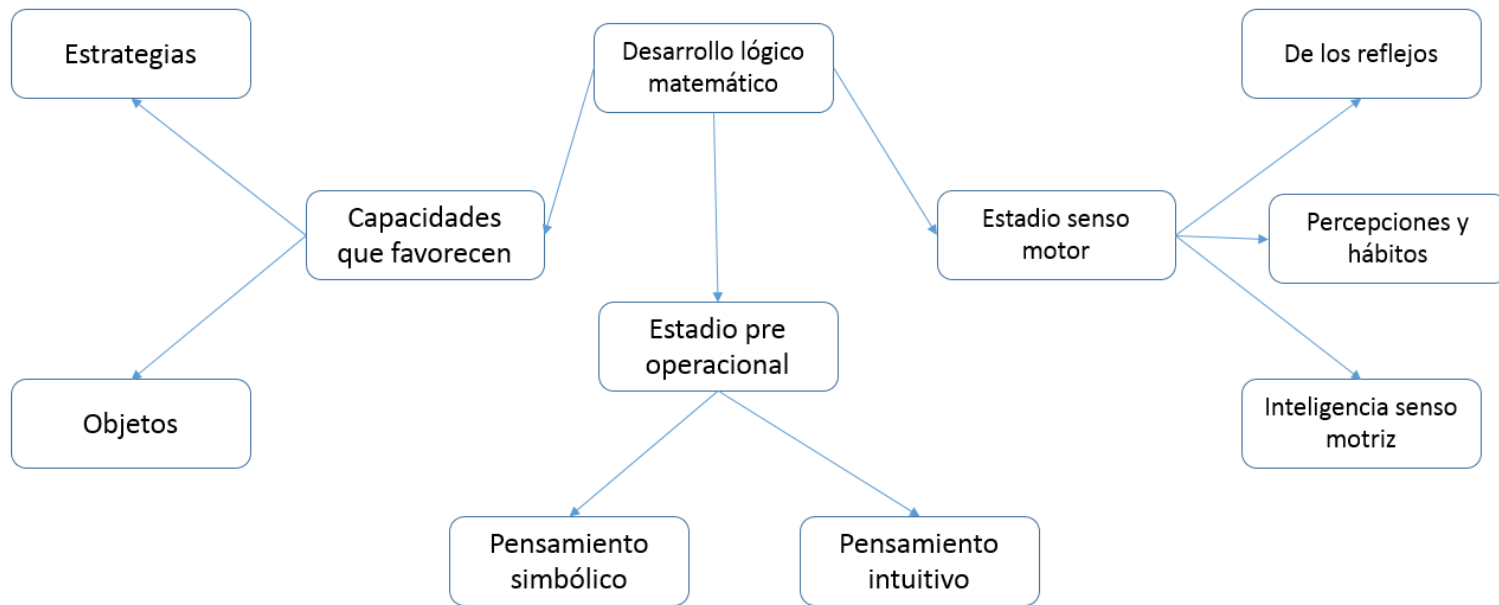 Estrategias
Desarrollo lógico
matemático
De los reflejos
Capacidades
que favorecen
Estadio senso
motor
Percepciones y
hábitos
Estadio pre
operacional
Objetos
Inteligencia senso
motriz
Pensamiento
simbólico
Pensamiento
intuitivo